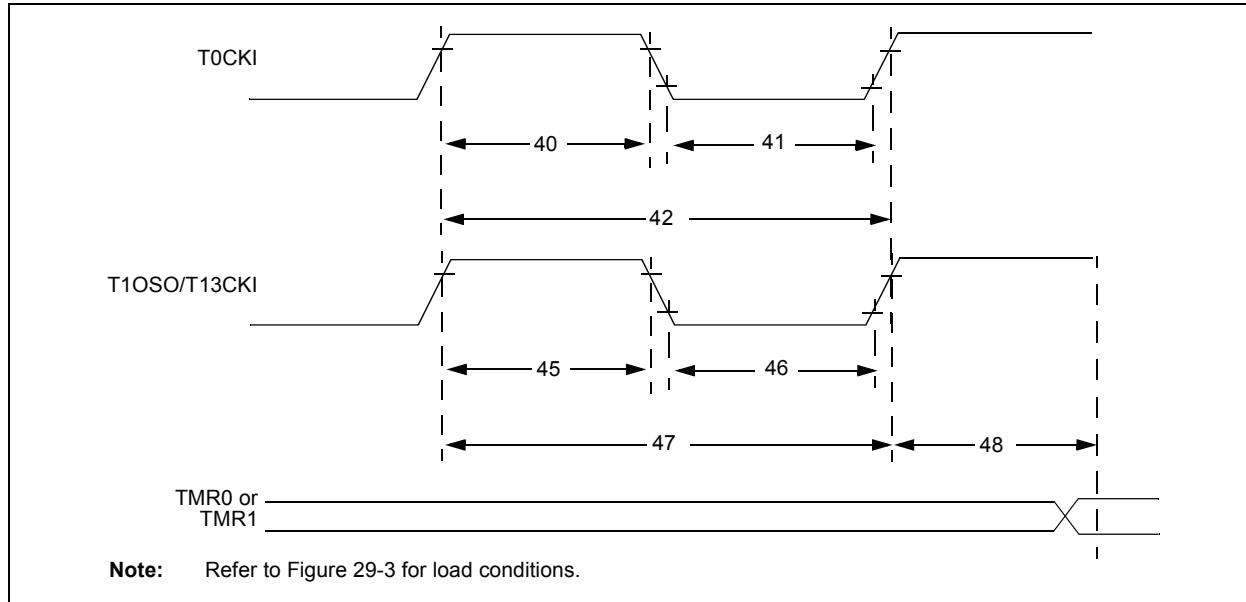 T0CKI
40
41
42
T1OSO/T13CKI
45
46
47
48
TMR0 or
TMR1
Note: Refer to Figure 29-3 for load conditions.